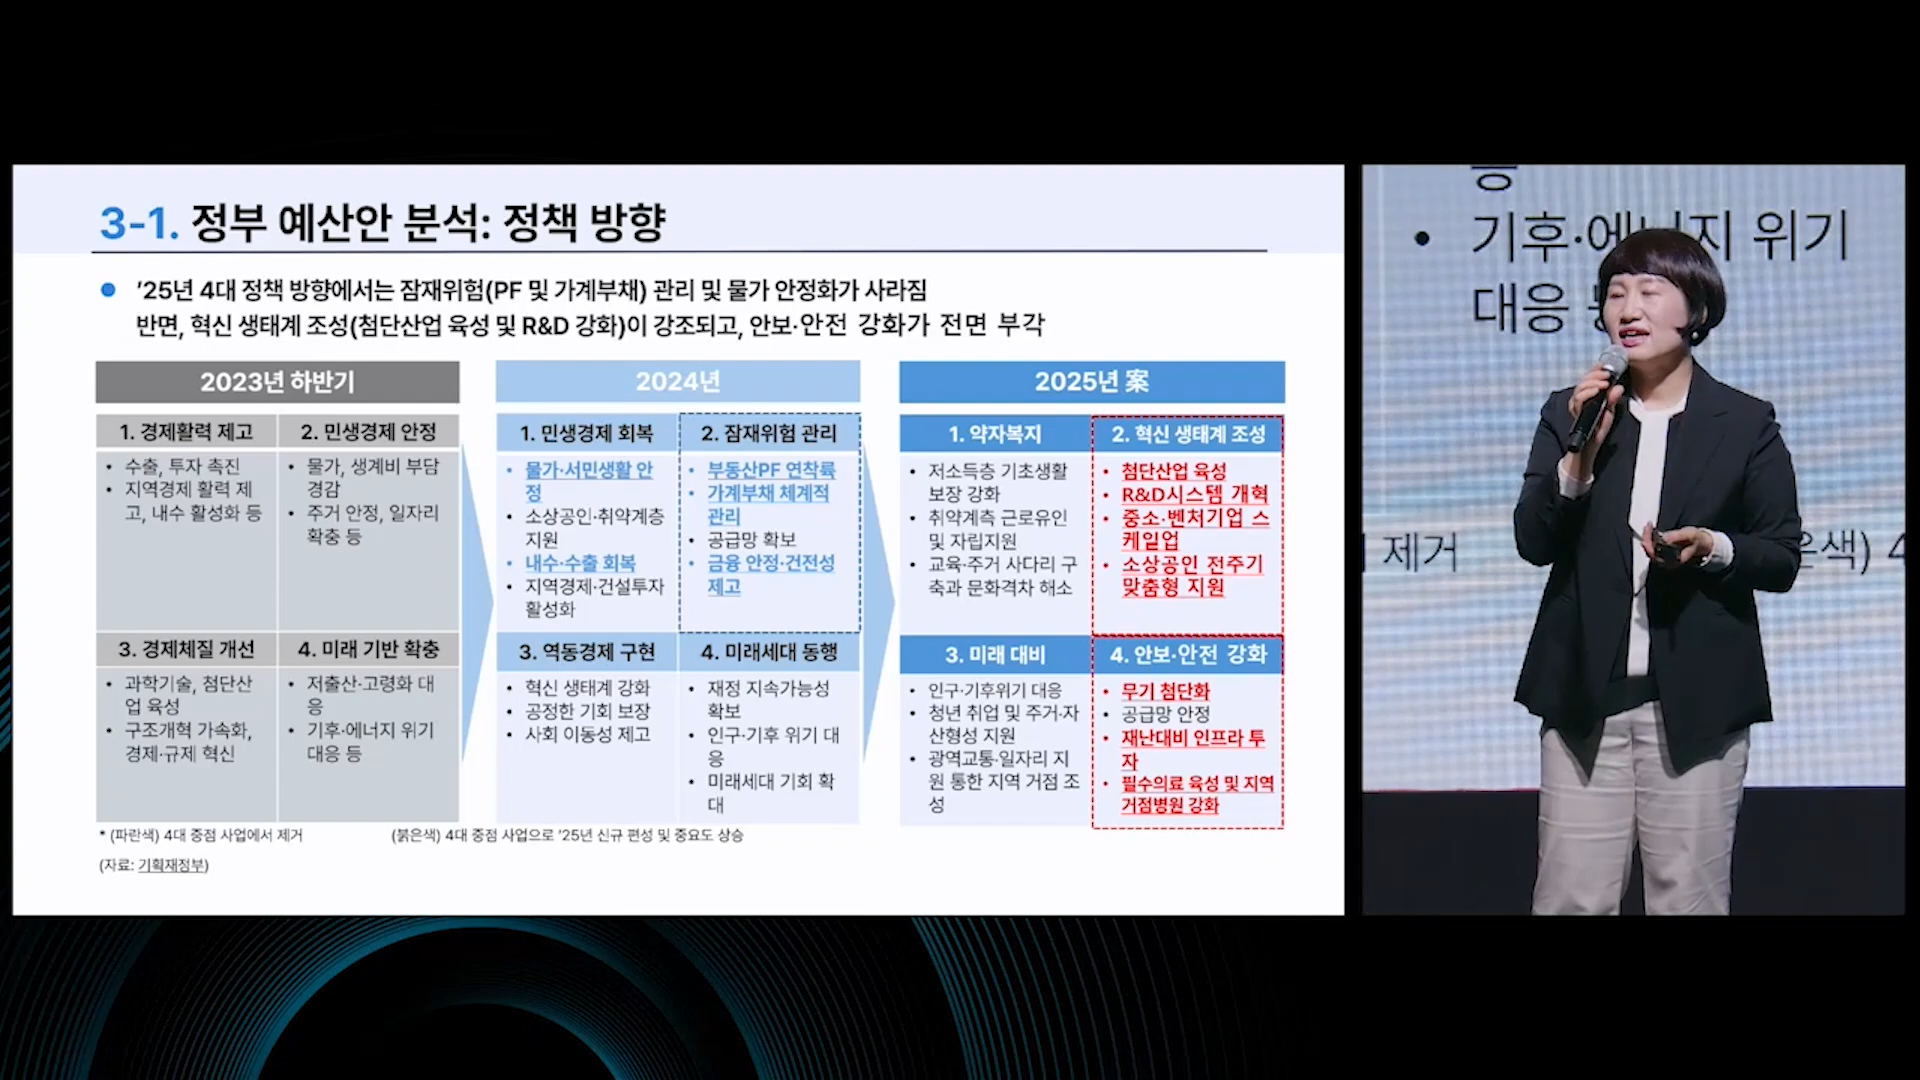 3-1. 정부 예산안 분석: 정책 방향
'25년 4대 정책 방향에서는 잠재위험(PF 및 가계부채) 관리 및 물가 안정화가 사라짐
반면, 혁신 생태계 조성(첨단산업 육성 및 R&D 강화)이 강조되고, 안보·안전 강화가 전면 부각
2023년 하반기
1. 경제활력 제고
• 수출, 투자 촉진
• 지역경제 활력 제
고, 내수 활성화 등
2. 민생경제 안정
• 물가, 생계비 부담
경감
• 주거 안정, 일자리
확충 등
3. 경제체질 개선
• 과학기술, 첨단산
업 육성
• 구조개혁 가속화,
경제·규제 혁신
4. 미래 기반 확충
• 저출산·고령화 대
응
• 기후·에너지 위기
대응 등
2024년
1. 민생경제 회복
• 물가·서민생활 안
정
• 소상공인·취약계층
지원
• 내수·수출 회복
• 지역경제·건설투자
활성화
2. 잠재위험 관리
• 부동산PF 연착륙
• 가계부채 체계적
관리
• 공급망 확보
• 금융 안정·건전성
제고
3. 역동경제 구현
• 혁신 생태계 강화
• 공정한 기회 보장
• 사회 이동성 제고
4. 미래세대 동행
• 재정 지속가능성
확보
• 인구·기후 위기 대
응
• 미래세대 기회 확
대
2025년 案
1. 약자복지
• 저소득층 기초생활
보장 강화
• 취약계측 근로유인
및 자립지원
• 교육·주거 사다리 구
축과 문화격차 해소
2. 혁신 생태계 조성
• 첨단산업 육성
• R&D시스템 개혁
• 중소·벤처기업 스
케일업
• 소상공인 전주기
맞춤형 지원
3. 미래 대비
• 인구·기후위기 대응
• 청년 취업 및 주거·자
산형성 지원
• 광역교통·일자리 지
원 통한 지역 거점 조
성
4. 안보·안전 강화
• 무기 첨단화
• 공급망 안정
• 재난대비 인프라 투
자
• 필수의료 육성 및 지역
거점병원 강화
* (파란색) 4대 중점 사업에서 제거 (붉은색) 4대 중점 사업으로 '25년 신규 편성 및 중요도 상승
(자료: 기획재정부)
응
• 기후·에너지 위기
대응
제거
은색) 4